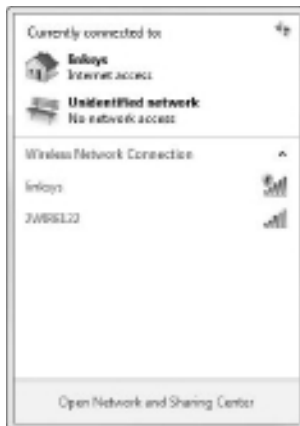 Currently connected to:
linksys
Internet access
Unidentified network
No network access
Wireless Network Connection
linksys
2WIRE122
Open Network and Sharing Center